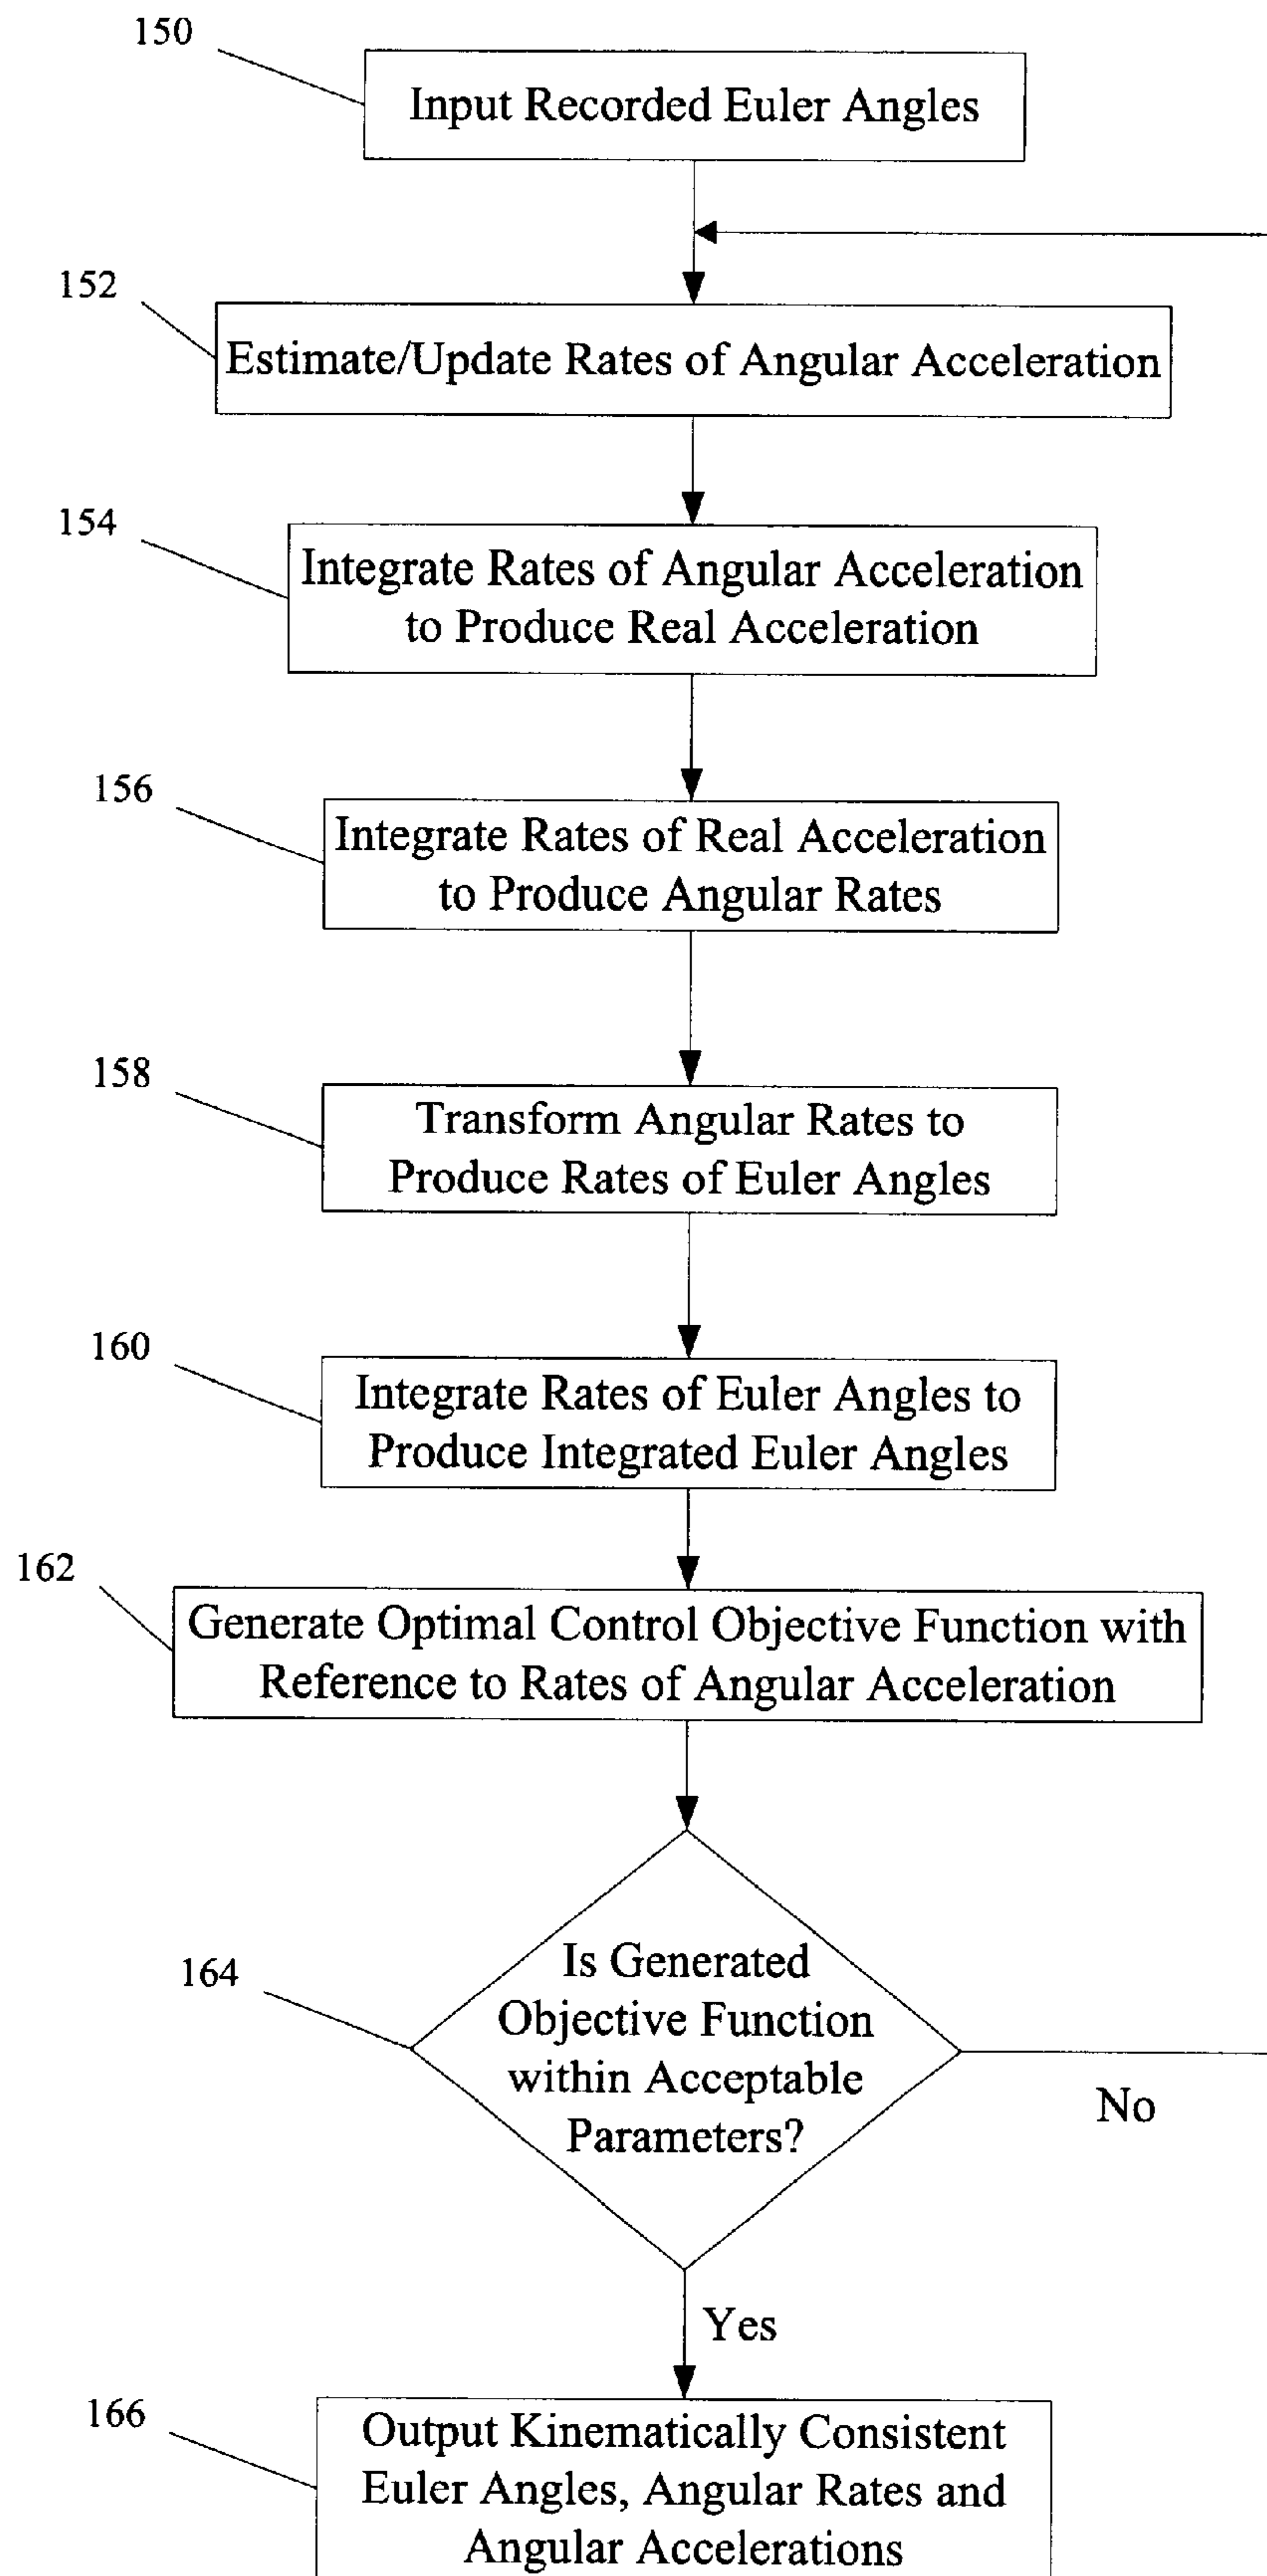 150
Input Recorded Euler Angles
152
Estimate/Update Rates of Angular Acceleration
154
Integrate Rates of Angular Acceleration
to Produce Real Acceleration
156
Integrate Rates of Real Acceleration
to Produce Angular Rates
158
Transform Angular Rates to
Produce Rates of Euler Angles
160
Integrate Rates of Euler Angles to
Produce Integrated Euler Angles
162
Generate Optimal Control Objective Function with
Reference to Rates of Angular Acceleration
164
Is Generated
Objective Function
within Acceptable
Parameters?
No
Yes
166
Output Kinematically Consistent
Euler Angles, Angular Rates and
Angular Accelerations